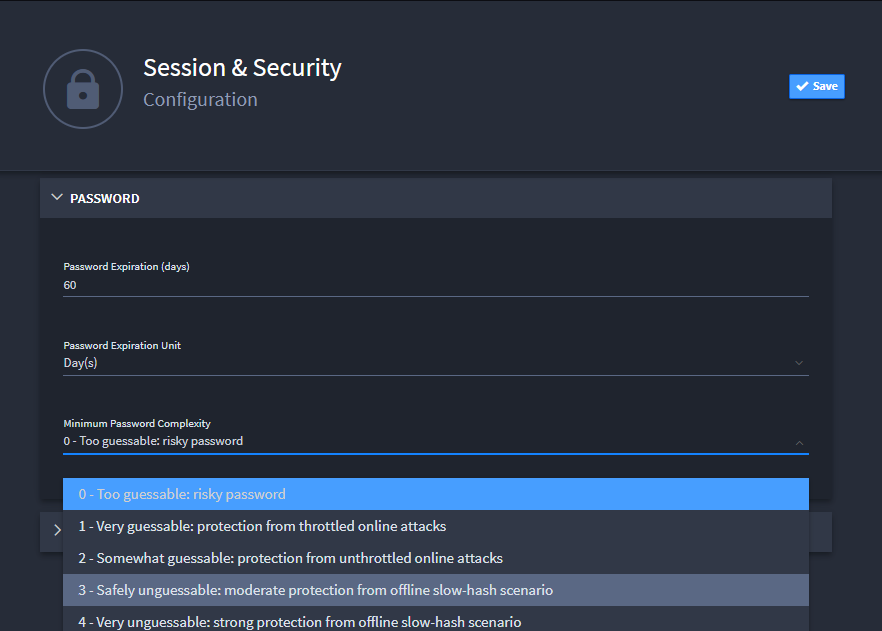 Session & Security
Configuration
Save
PASSWORD
Password Expiration (days)
60
Password Expiration Unit
Day(s)
Minimum Password Complexity
0 - Too guessable: risky password
0 - Too guessable: risky password
1 - Very guessable: protection from throttled online attacks
2 - Somewhat guessable: protection from unthrottled online attacks
3 - Safely unguessable: moderate protection from offline slow-hash scenario
4 - Very unguessable: strong protection from offline slow-hash scenario